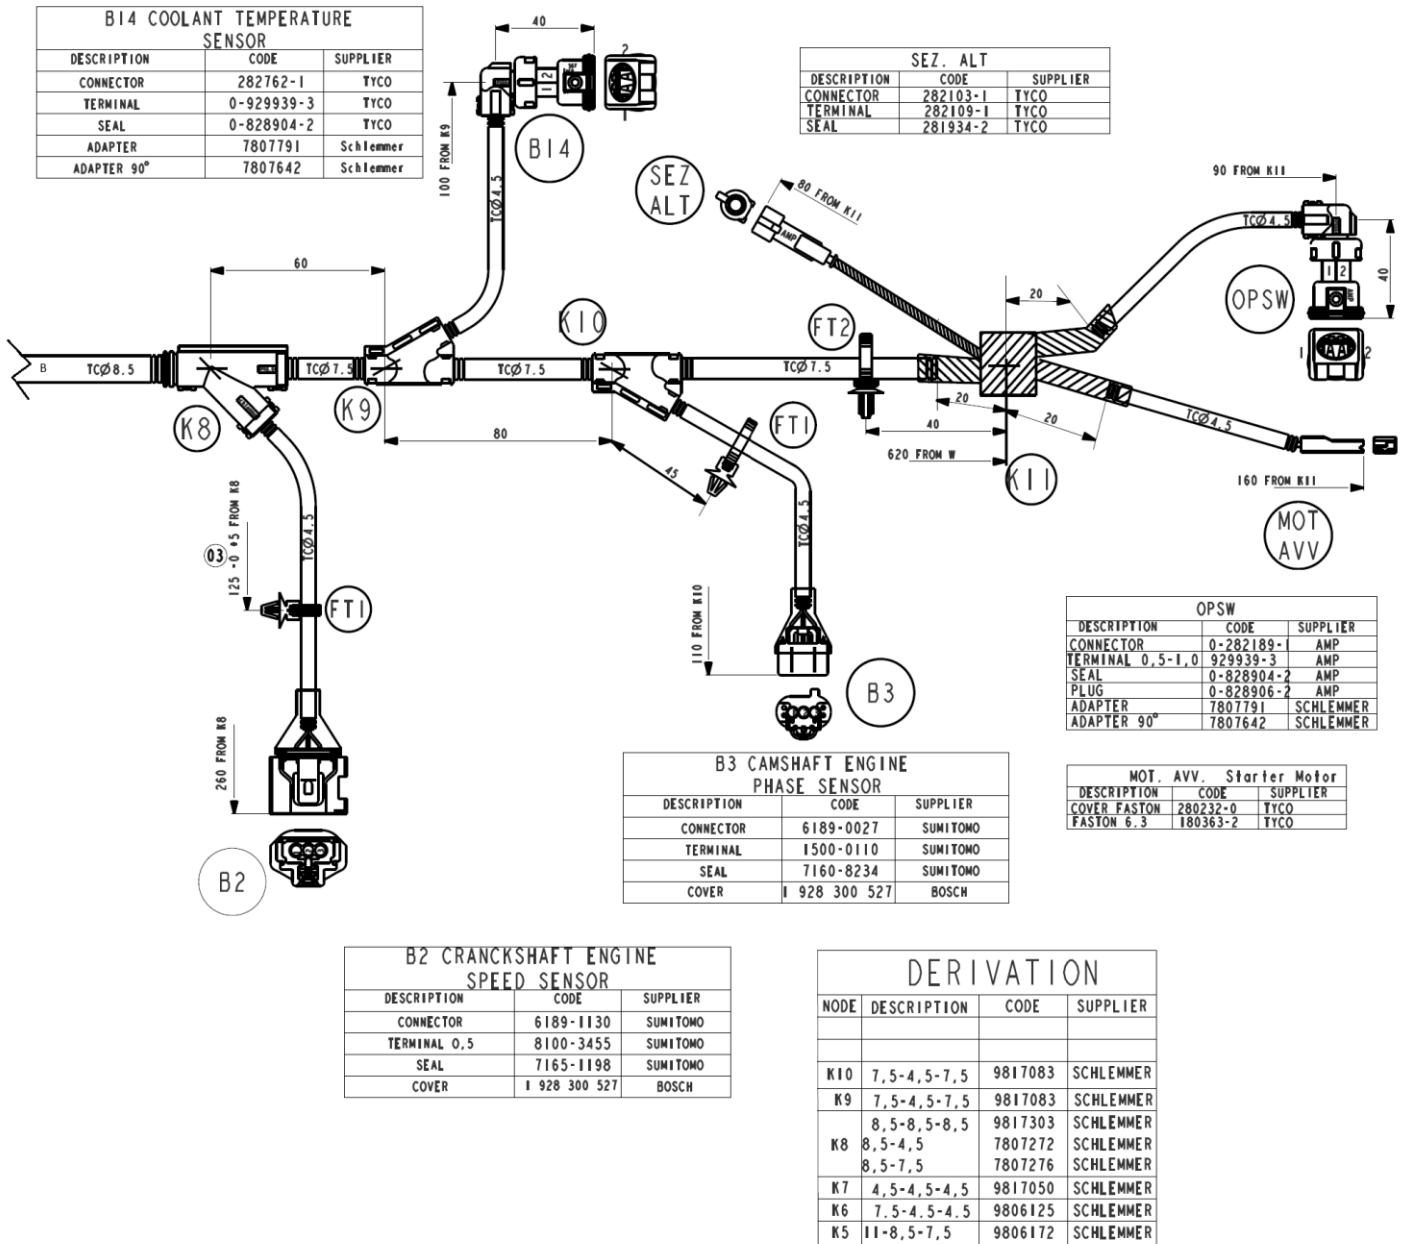 B14 COOLANT TEMPERATURE
SENSOR
DESCRIPTION CODE SUPPLIER
CONNECTOR 282762-1 TYCO
TERMINAL 0-929939-3 TYCO
SEAL 0-828904-2 TYCO
ADAPTER 7807791 Schlemmer
ADAPTER 90° 7807642 Schlemmer
40
2
1 2
1
100 FROM K9
B14
TCØ4.5
SEZ. ALT
DESCRIPTION CODE SUPPLIER
CONNECTOR 282103-1 TYCO
TERMINAL 282109-1 TYCO
SEAL 281934-2 TYCO
SEZ
ALT
80 FROM K11
AMP
90 FROM K11
TCØ4.5
1 2
AMP
40
OPSW
1 2
20
60
K10
FT2
B TCØ8.5
TCØ7.5
TCØ7.5
TCØ7.5
K8
K9
80
45
FT1
20
40
20
620 FROM W
K11
TCØ4.5
160 FROM K11
MOT
AVV
03
125 -0 +5 FROM K8
TCØ4.5
FT1
TCØ4.5
110 FROM K10
B3
260 FROM K8
B2
OPSW
DESCRIPTION CODE SUPPLIER
CONNECTOR 0-282189-1 AMP
TERMINAL 0,5-1,0 929939-3 AMP
SEAL 0-828904-2 AMP
PLUG 0-828906-2 AMP
ADAPTER 7807791 SCHLEMMER
ADAPTER 90° 7807642 SCHLEMMER
B3 CAMSHAFT ENGINE
PHASE SENSOR
DESCRIPTION CODE SUPPLIER
CONNECTOR 6189-0027 SUMITOMO
TERMINAL 1500-0110 SUMITOMO
SEAL 7160-8234 SUMITOMO
COVER 1 928 300 527 BOSCH
MOT. AVV. Starter Motor
DESCRIPTION CODE SUPPLIER
COVER FASTON 280232-0 TYCO
FASTON 6.3 180363-2 TYCO
B2 CRANCKSHAFT ENGINE
SPEED SENSOR
DESCRIPTION CODE SUPPLIER
CONNECTOR 6189-1130 SUMITOMO
TERMINAL 0,5 8100-3455 SUMITOMO
SEAL 7165-1198 SUMITOMO
COVER 1 928 300 527 BOSCH
DERIVATION
NODE DESCRIPTION CODE SUPPLIER
K10 7,5-4,5-7,5 9817083 SCHLEMMER
K9 7,5-4,5-7,5 9817083 SCHLEMMER
8,5-8,5-8,5 9817303 SCHLEMMER
K8 8,5-4,5 7807272 SCHLEMMER
8,5-7,5 7807276 SCHLEMMER
K7 4,5-4,5-4,5 9817050 SCHLEMMER
K6 7.5-4.5-4.5 9806125 SCHLEMMER
K5 11-8,5-7,5 9806172 SCHLEMMER